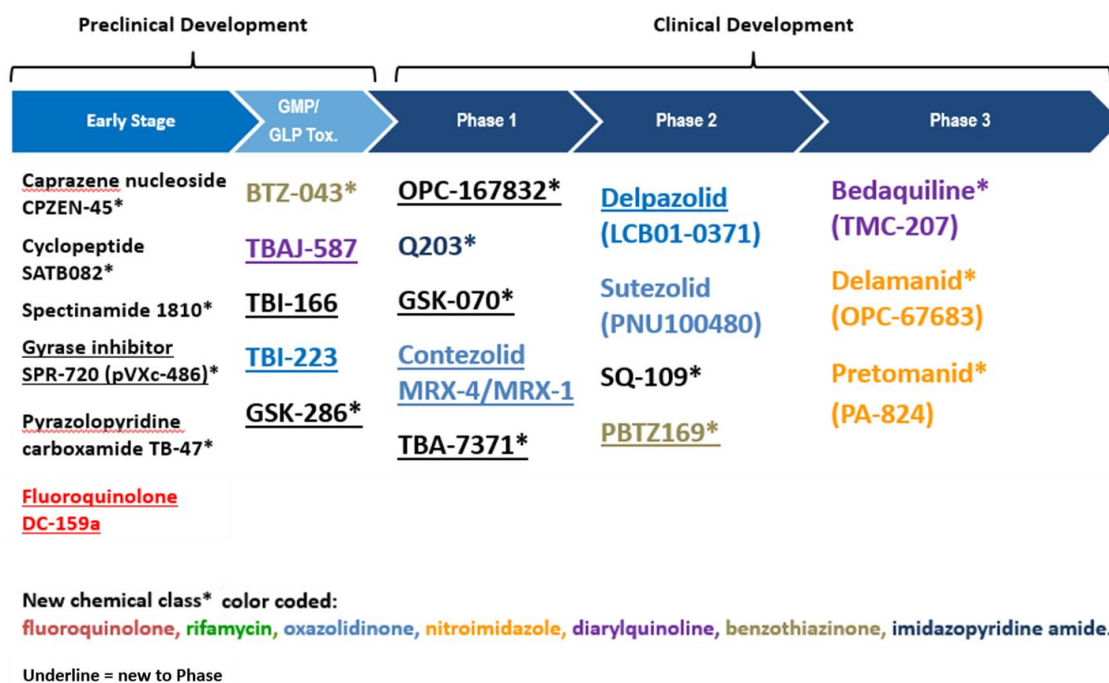 Preclinical Development
Clinical Development
Early Stage
GMP/
GLP Tox.
Phase 1
Phase 2
Phase 3
Caprazene nucleoside
CPZEN-45*
Cyclopeptide
SATB082*
Spectinamide 1810*
Gyrase inhibitor
SPR-720 (pVXc-486)*
Pyrazolopyridine
carboxamide TB-47*
Fluoroquinolone
DC-159a
BTZ-043*
TBAJ-587
TBI-166
TBI-223
GSK-286*
OPC-167832*
Q203*
GSK-070*
Contezolid
MRX-4/MRX-1
TBA-7371*
Delpazolid
(LCB01-0371)
Sutezolid
(PNU100480)
SQ-109*
PBTZ169*
Bedaquiline*
(TMC-207)
Delamanid*
(OPC-67683)
Pretomanid*
(PA-824)
New chemical class* color coded:
fluoroquinolone, rifamycin, oxazolidinone, nitroimidazole, diarylquinoline, benzothiazinone, imidazopyridine amide.
Underline = new to Phase